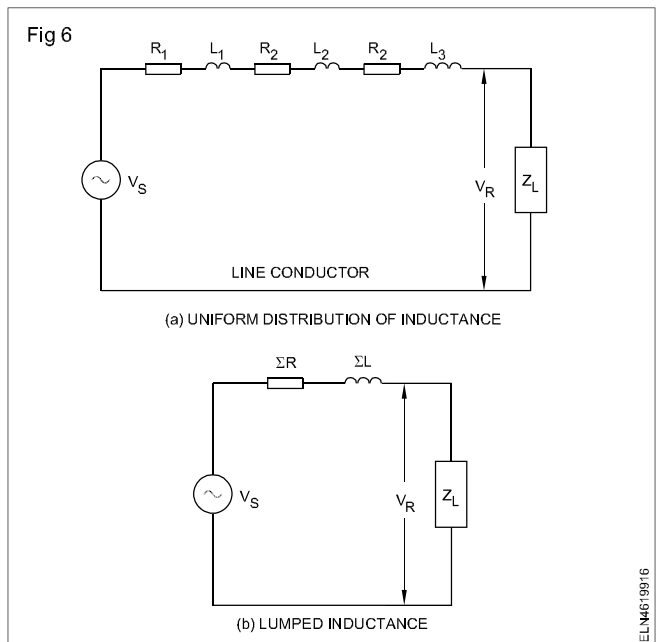 Fig 6
R1 L1 R2 L2 R2 L3
VS
VR
ZL
LINE CONDUCTOR
(a) UNIFORM DISTRIBUTION OF INDUCTANCE
ΣR ΣL
VS
VR
ZL
(b) LUMPED INDUCTANCE
ELN4619916